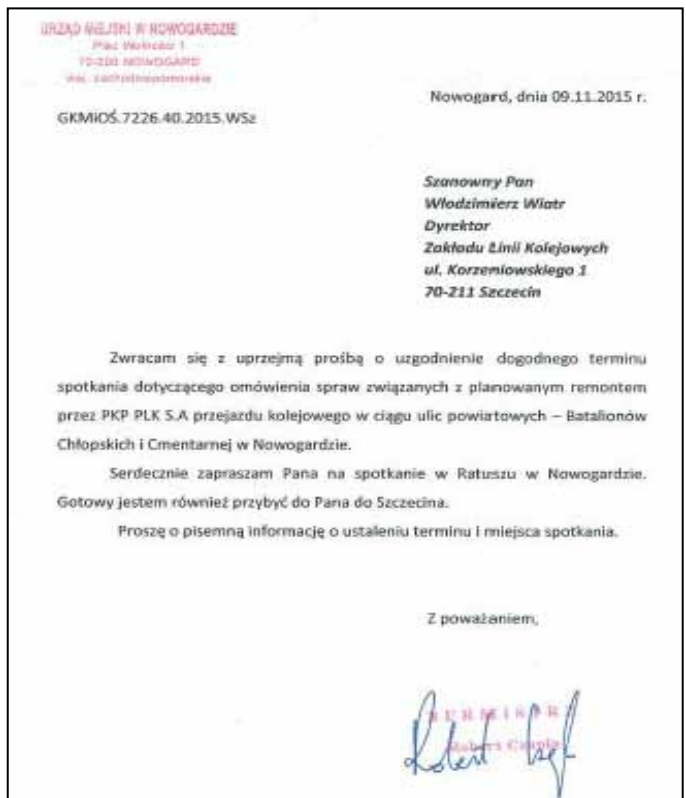 URZĄD MIEJSKI W NOWOGARDZIE
Plac Wolności 1
72-200 NOWOGARD
woj. zachodniopomorskie
Nowogard, dnia 09.11.2015 r.
GKMiOŚ.7226.40.2015.WSz
Szanowny Pan
Włodzimierz Wiatr
Dyrektor
Zakładu Linii Kolejowych
ul. Korzeniowskiego 1
70-211 Szczecin
Zwracam się z uprzejmą prośbą o uzgodnienie dogodnego terminu
spotkania dotyczącego omówienia spraw związanych z planowanym remontem
przez PKP PLK S.A przejazdu kolejowego w ciągu ulic powiatowych – Batalionów
Chłopskich i Cmentarnej w Nowogardzie.
Serdecznie zapraszam Pana na spotkanie w Ratuszu w Nowogardzie.
Gotowy jestem również przybyć do Pana do Szczecina.
Proszę o pisemną informację o ustaleniu terminu i miejsca spotkania.
Z poważaniem,
BURMISTRZ
Robert Czapla